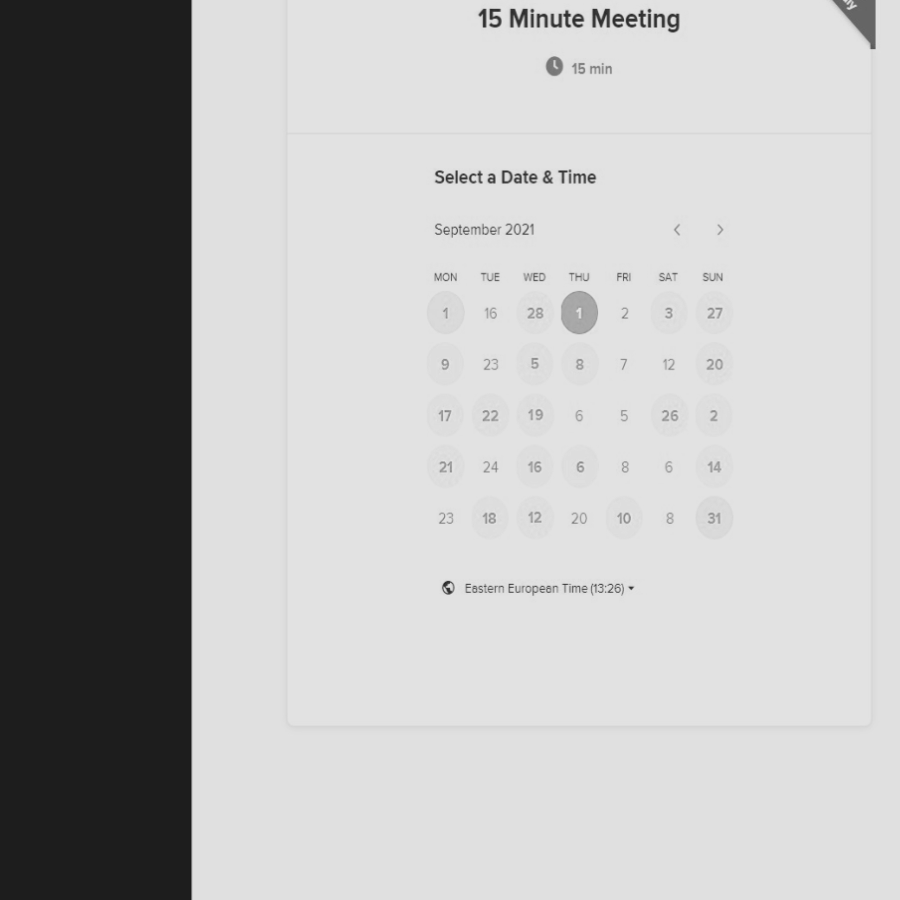 15 Minute Meeting
15 min
Select a Date & Time
September 2021
MON TUE WED THU FRI SAT SUN
1 16 28 1 2 3 27
9 23 5 8 7 12 20
17 22 19 6 5 26 2
21 24 16 6 8 6 14
23 18 12 20 10 8 31
Eastern European Time (13:26)